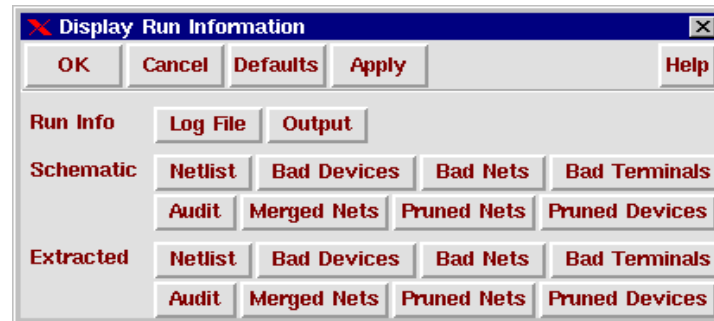 Display Run Information
OK Cancel Defaults Apply Help
Run Info Log File Output
Schematic Netlist Bad Devices Bad Nets Bad Terminals
Audit Merged Nets Pruned Nets Pruned Devices
Extracted Netlist Bad Devices Bad Nets Bad Terminals
Audit Merged Nets Pruned Nets Pruned Devices